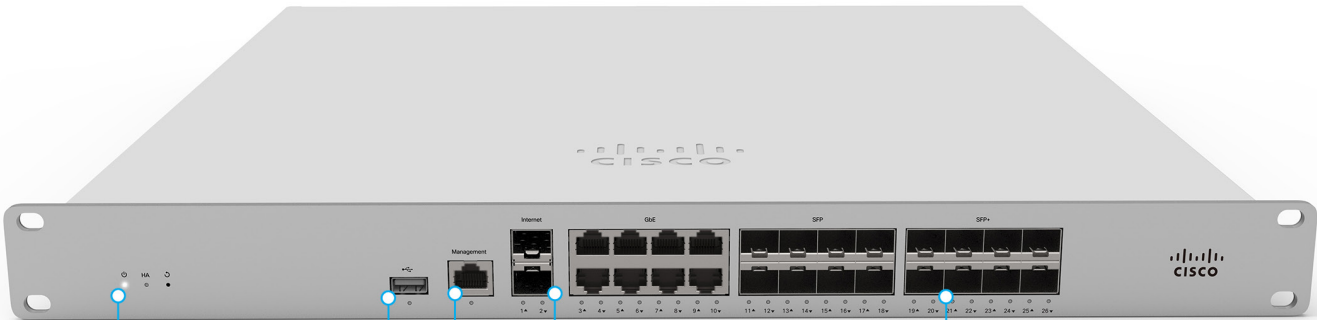 CISCO
Internet
GbE
SFP
SFP+
Management
HA
CISCO
1 2 3 4 5 6 7 8 9 10 11 12 13 14 15 16 17 18 19 20 21 22 23 24 25 26